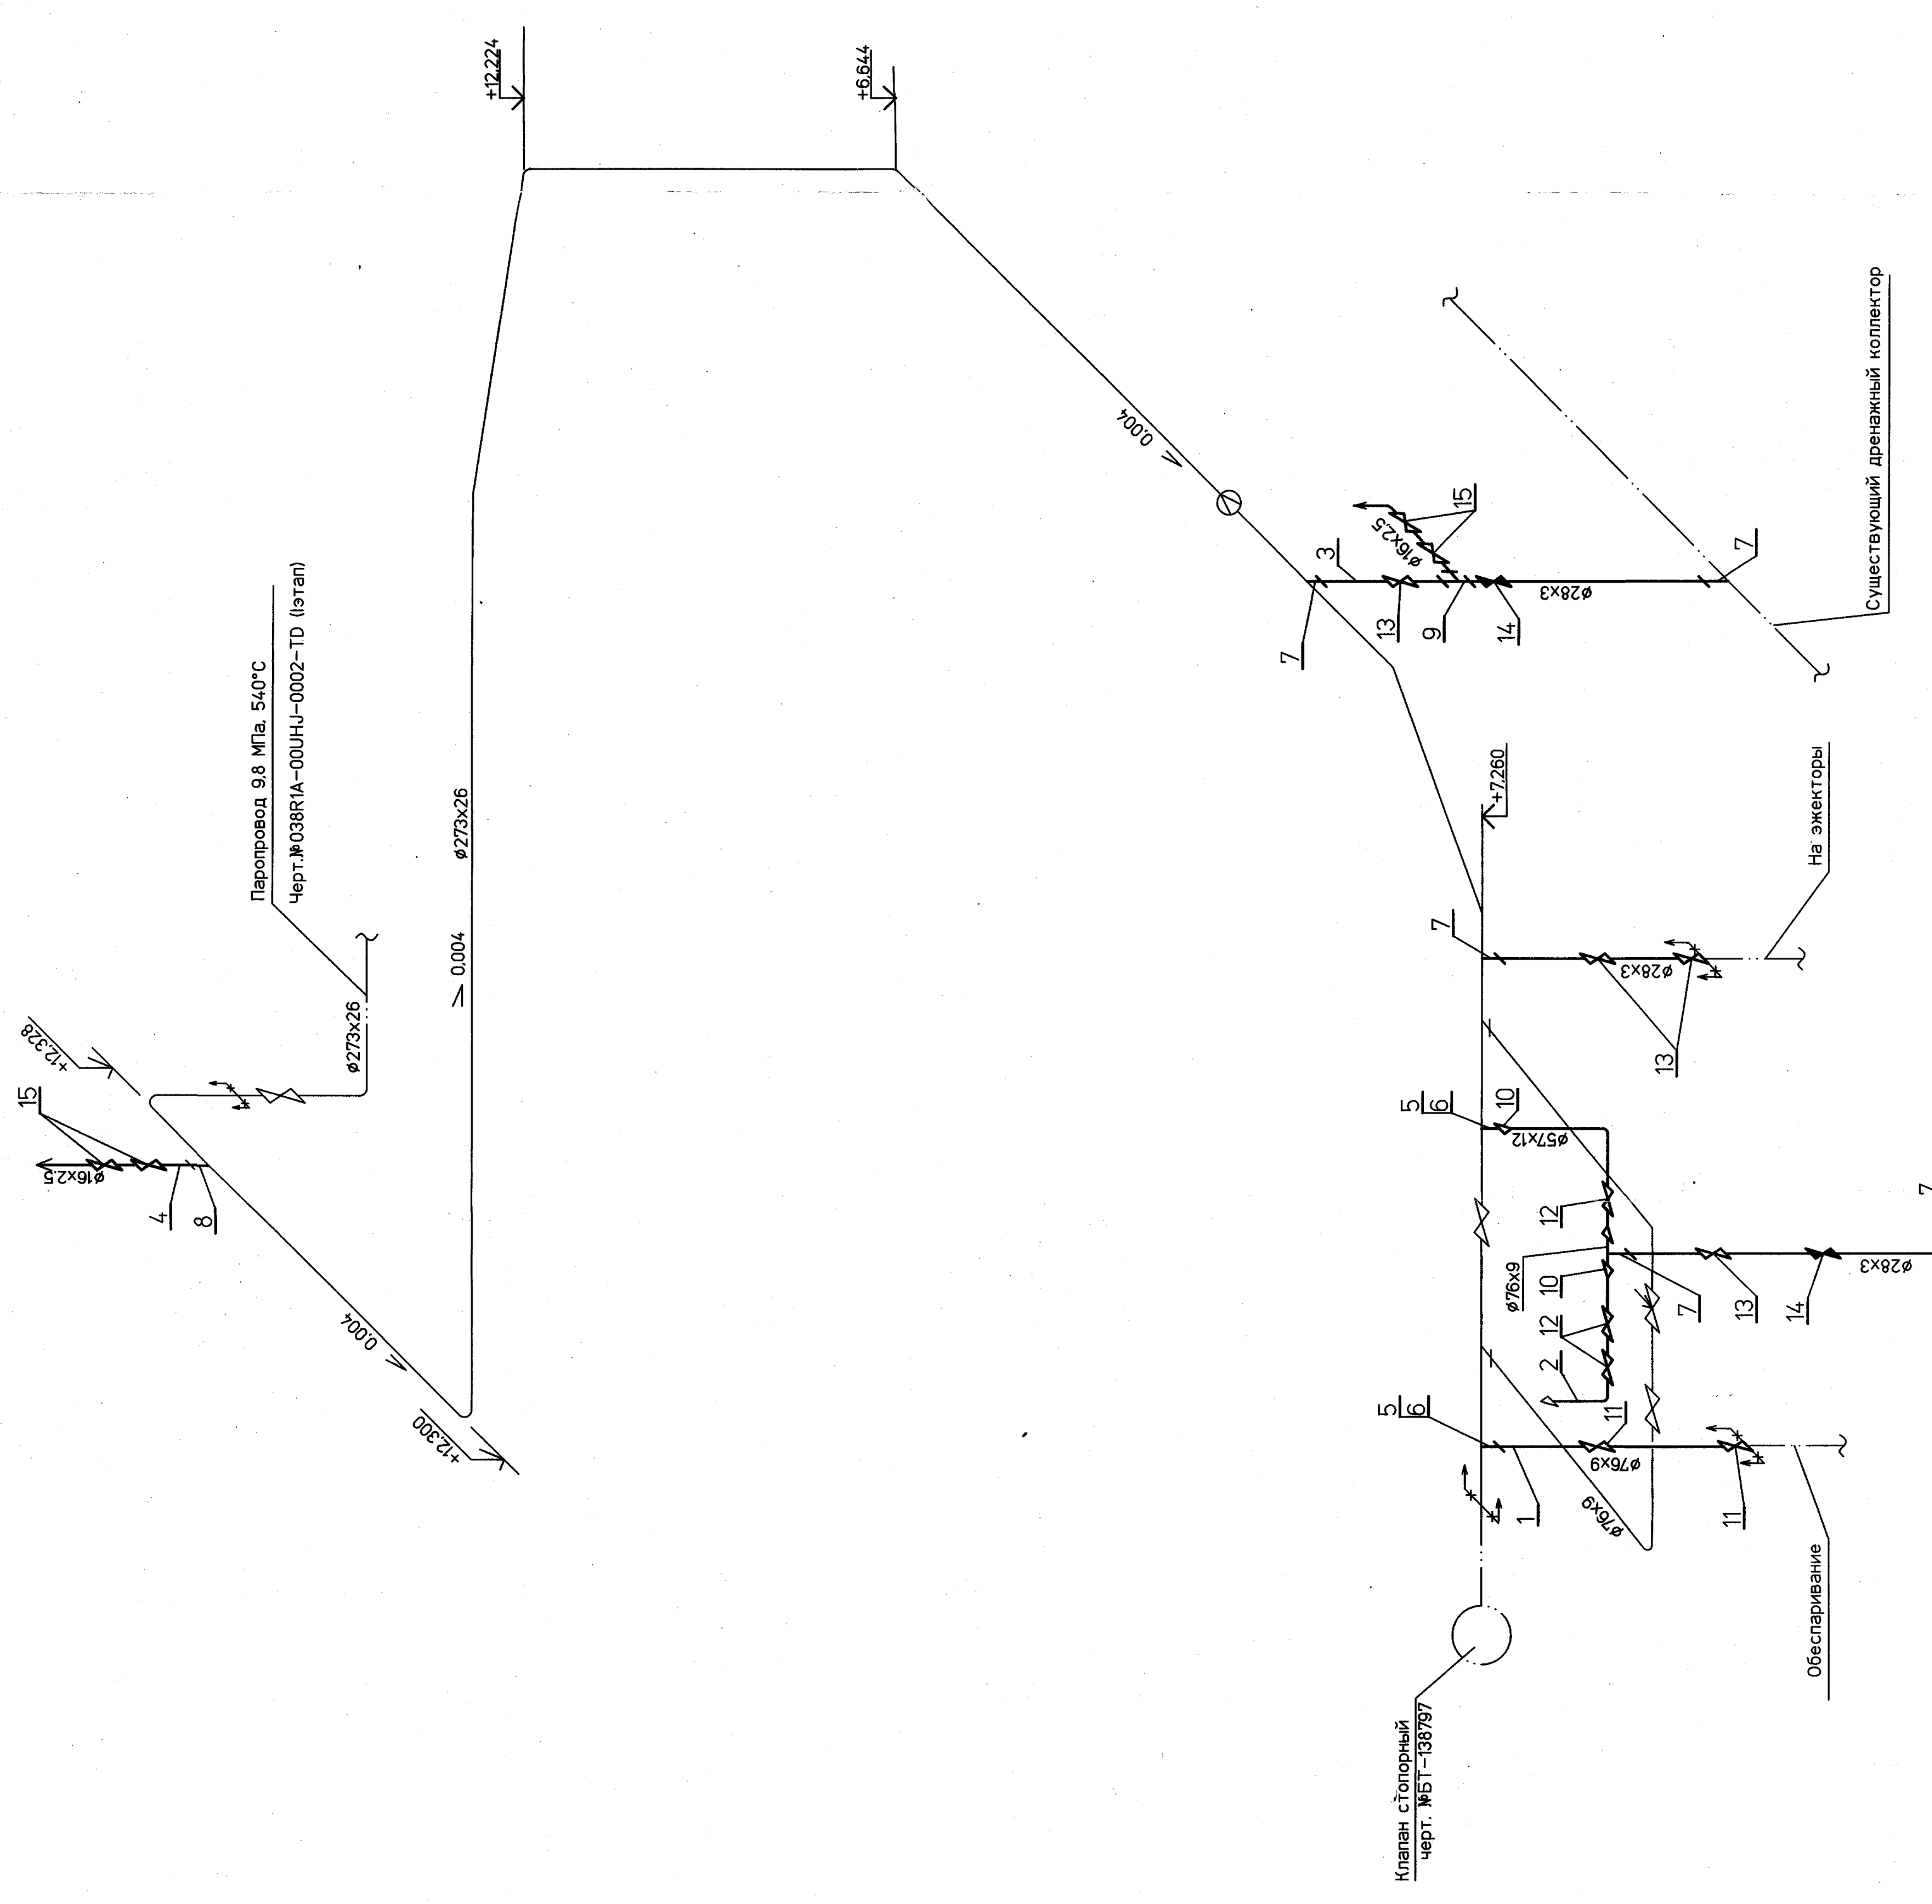 +12,224
+6,644
+12,328
15
ø16x2.5
4
8
ø273x26
Паропровод 9,8 МПа, 540°С
Черт.№038R1A-00UHJ-0002-TD (Iэтап)
0,004
+12,300
0,004
ø273x26
0,004
7
3
13
9
14
ø16x2,5
15
ø28x3
7
Существующий дренажный коллектор
+7,260
7
ø28x3
13
На эжекторы
5
6
10
ø57x12
12
ø76x9
10
12
2
7
13
14
ø28x3
7
5
6
11
ø76x9
ø76x9
1
11
Обеспаривание
Клапан стопорный
черт. №БТ-138797